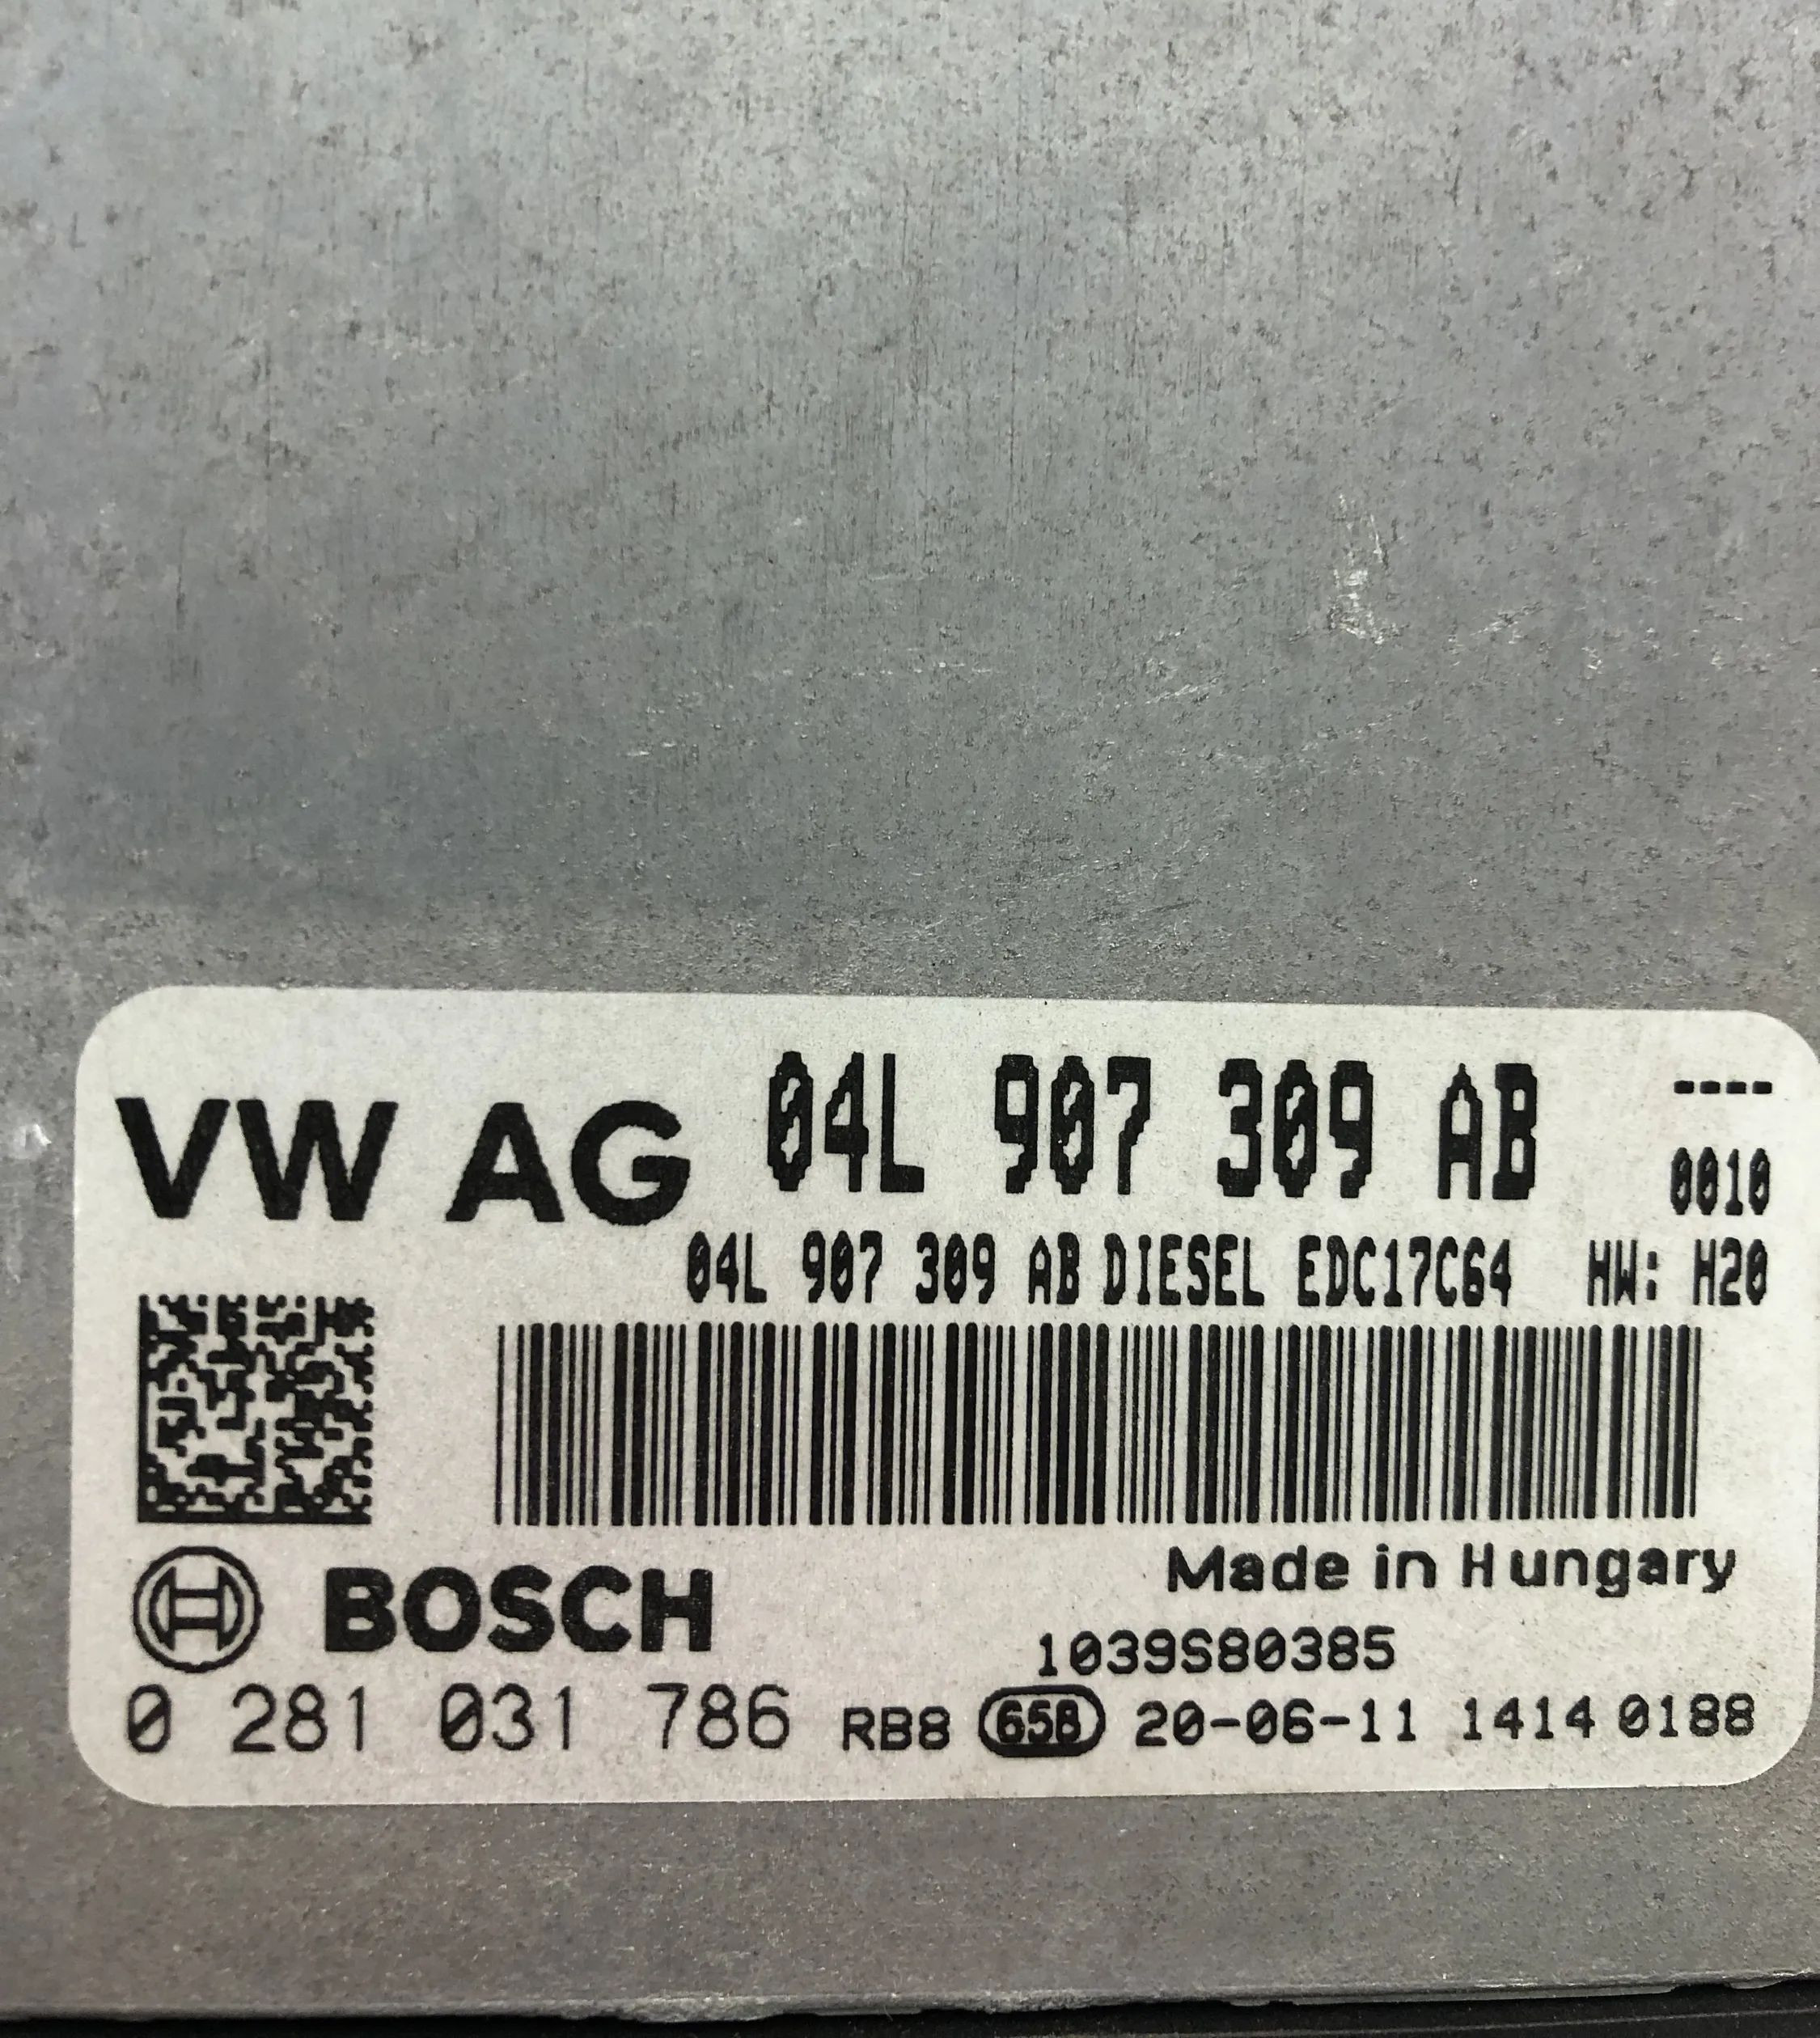 VW AG 04L 907 309 AB ----
0010
04L 907 309 AB DIESEL EDC17C64 HW: H20
Made in Hungary
BOSCH
1039S80385
0 281 031 786 RB8 658 20-06-11 1414 0188